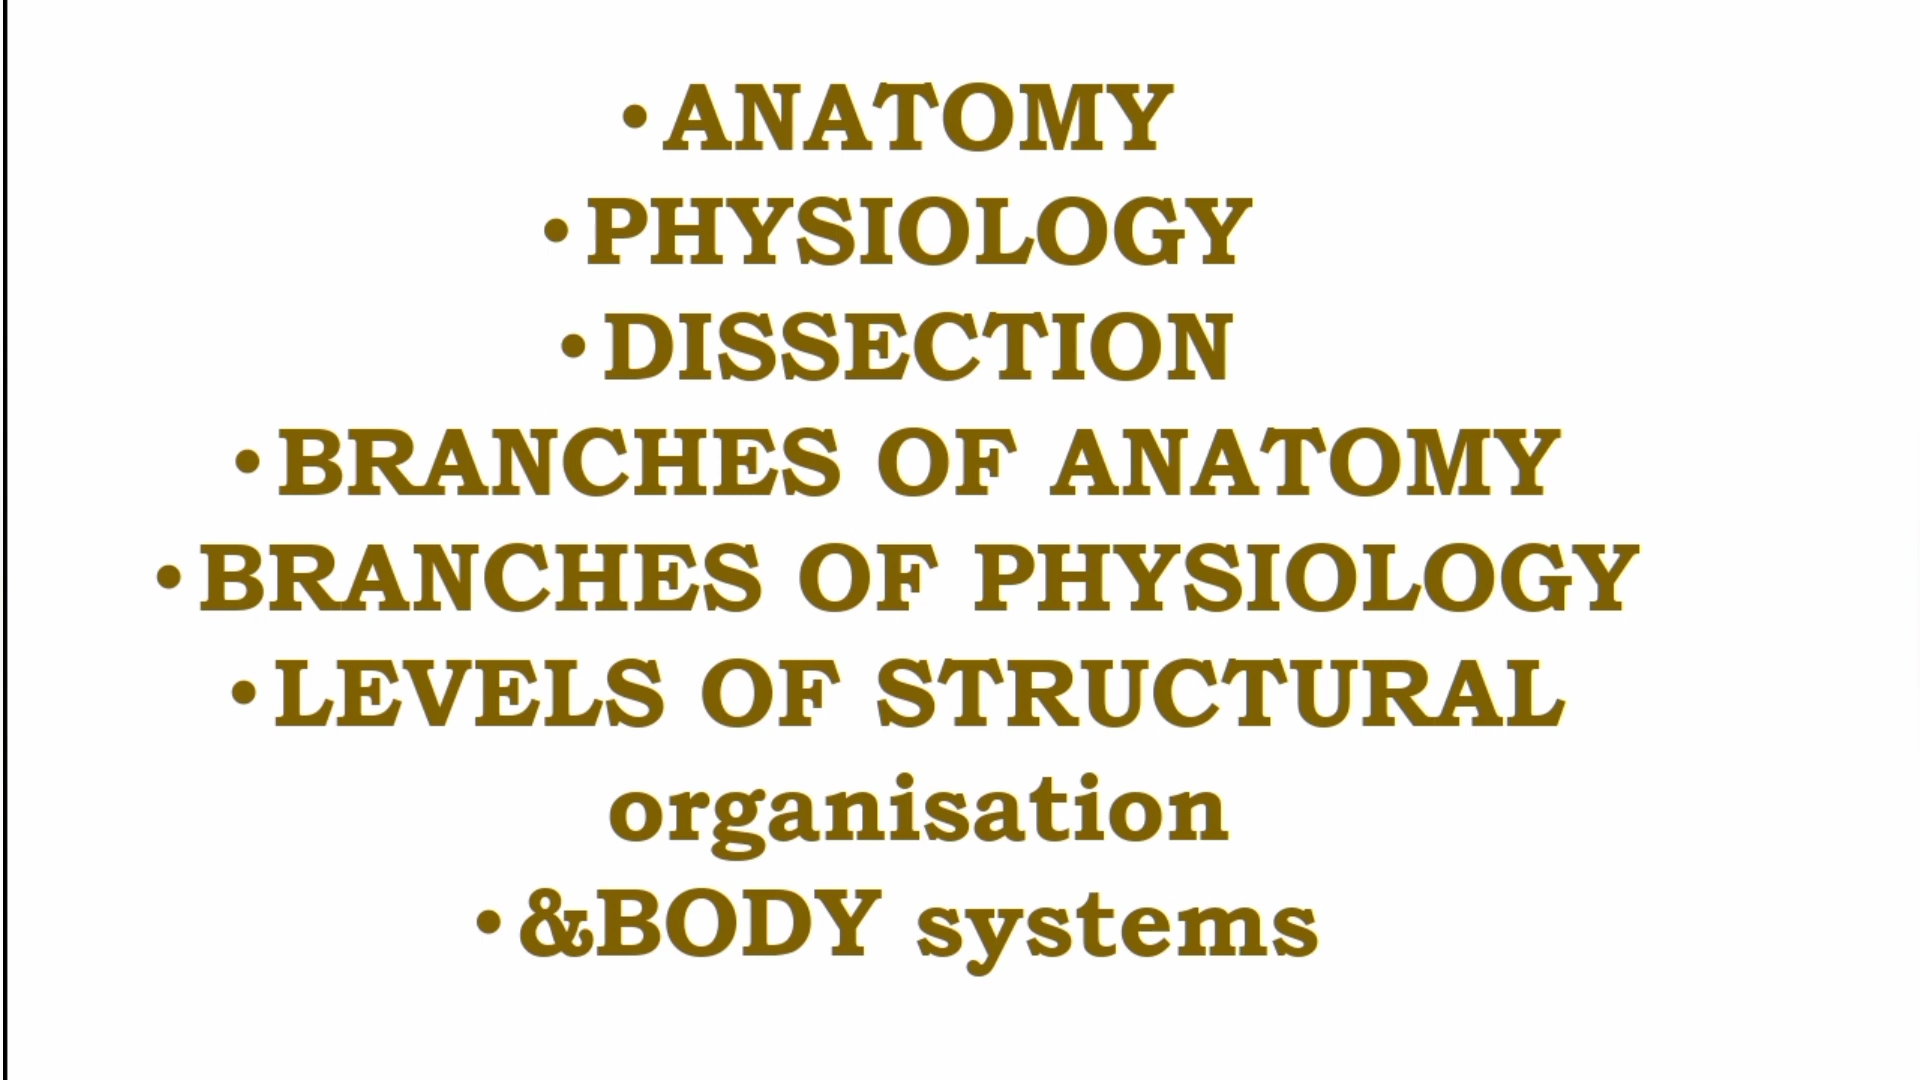 •ANATOMY
•PHYSIOLOGY
•DISSECTION
•BRANCHES OF ANATOMY
•BRANCHES OF PHYSIOLOGY
•LEVELS OF STRUCTURAL
organisation
•&BODY systems